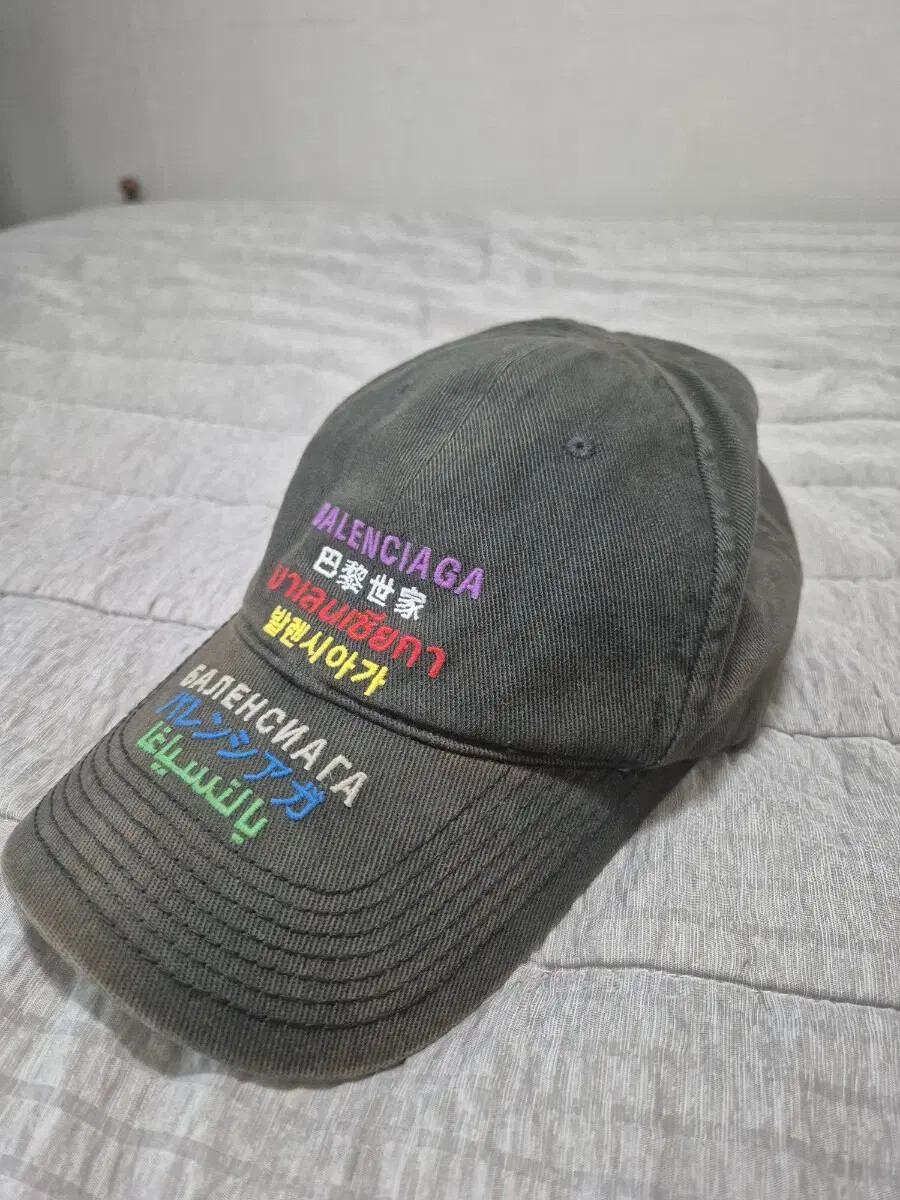 BALENCIAGA
巴黎世家
บาเลนเซียกา
발렌시아가
БАЛЕНСИАГА
バレンシアガ
بالنسياغا